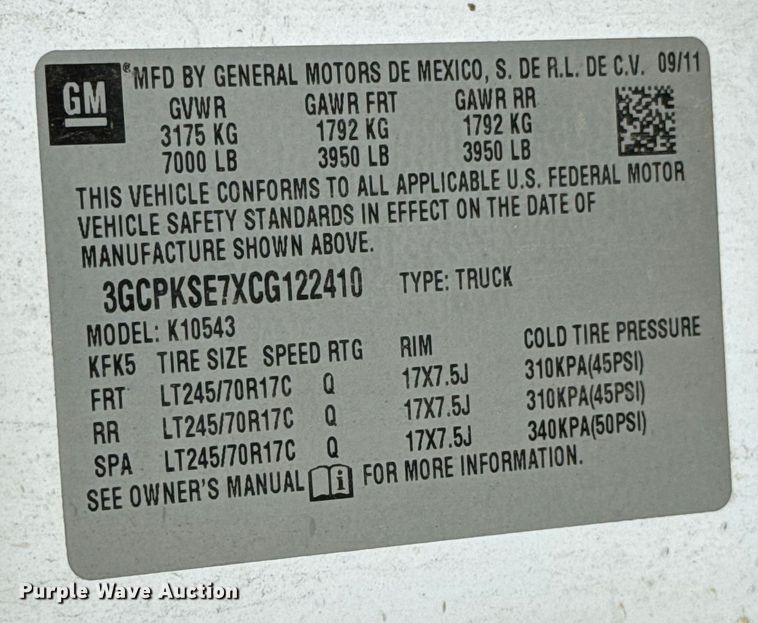 GM ® MFD BY GENERAL MOTORS DE MEXICO, S. DE R.L. DE C.V. 09/11
GVWR GAWR FRT GAWR RR
3175 KG 1792 KG 1792 KG
7000 LB 3950 LB 3950 LB
THIS VEHICLE CONFORMS TO ALL APPLICABLE U.S. FEDERAL MOTOR
VEHICLE SAFETY STANDARDS IN EFFECT ON THE DATE OF
MANUFACTURE SHOWN ABOVE.
3GCPKSE7XCG122410 TYPE: TRUCK
MODEL: K10543
KFK5 TIRE SIZE SPEED RTG RIM COLD TIRE PRESSURE
FRT LT245/70R17C Q 17X7.5J 310KPA(45PSI)
RR LT245/70R17C Q 17X7.5J 310KPA(45PSI)
SPA LT245/70R17C Q 17X7.5J 340KPA(50PSI)
SEE OWNER'S MANUAL i FOR MORE INFORMATION.
Purple Wave Auction